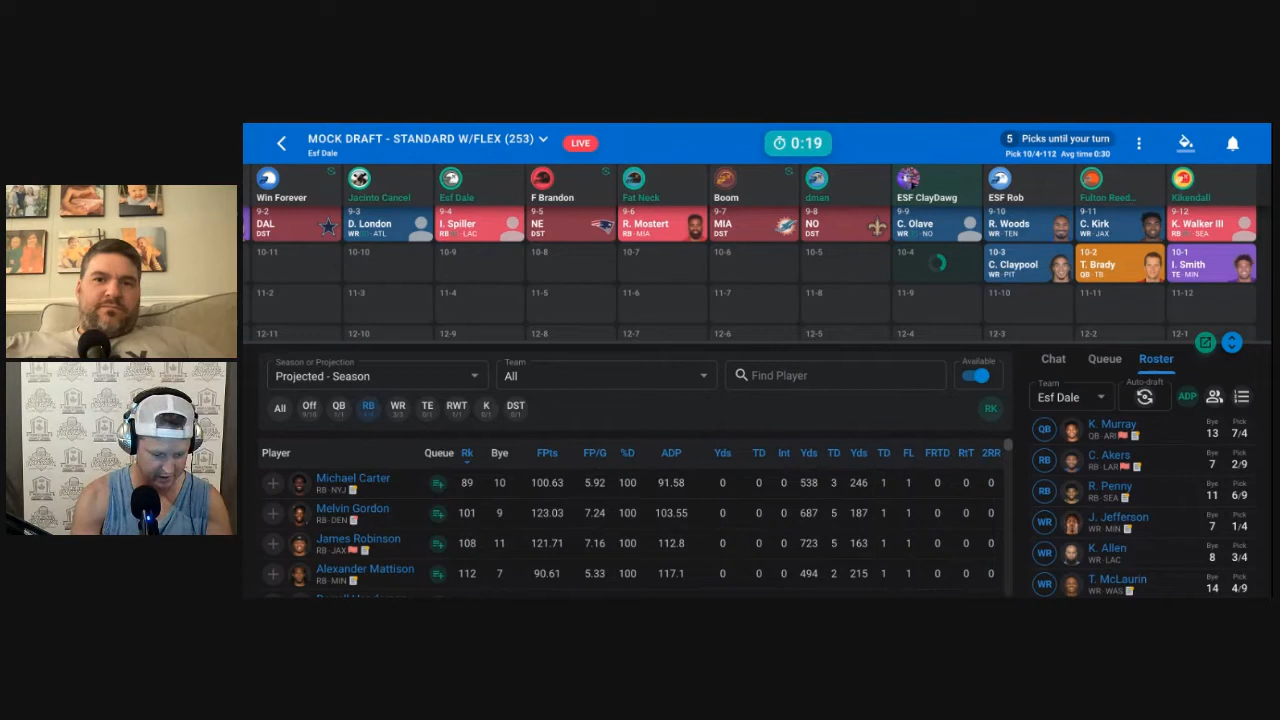 MOCK DRAFT - STANDARD W/FLEX (253)
LIVE
0:19
5 Picks until your turn
Esf Dale
Pick 10/4-112 Avg time 0:30
Win Forever Jacinto Cancel Esf Dale F Brandon Fat Neck Boom dman ESF ClayDawg ESF Rob Fulton Reed... Kikendall
9-2 9-3 9-4 9-5 9-6 9-7 9-8 9-9 9-10 9-11 9-12
DAL D. London I. Spiller NE R. Mostert MIA NO C. Olave R. Woods C. Kirk K. Walker III
DST WR · ATL RB · LAC DST RB · MIA DST DST WR · NO WR · TEN WR · JAX RB · SEA
10-11 10-10 10-9 10-8 10-7 10-6 10-5 10-4 10-3 10-2 10-1
C. Claypool T. Brady I. Smith
WR · PIT QB · TB TE · MIN
11-2 11-3 11-4 11-5 11-6 11-7 11-8 11-9 11-10 11-11 11-12
12-11 12-10 12-9 12-8 12-7 12-6 12-5 12-4 12-3 12-2 12-1
Season or Projection
Projected - Season
Team
All
Find Player
Available
All Off QB RB WR TE RWT K DST
RK
Player Queue Rk Bye FPts FP/G %D ADP Yds TD Int Yds TD Yds TD FL FRTD RtT 2RR
Michael Carter 89 10 100.63 5.92 100 91.58 0 0 0 538 3 246 1 1 0 0 0
RB · NYJ
Melvin Gordon 101 9 123.03 7.24 100 103.55 0 0 0 687 5 187 1 1 0 0 0
RB · DEN
James Robinson 108 11 121.71 7.16 100 112.8 0 0 0 723 5 163 1 1 0 0 0
RB · JAX
Alexander Mattison 112 7 90.61 5.33 100 117.1 0 0 0 494 2 215 1 1 0 0 0
RB · MIN
Chat Queue Roster
Team
Esf Dale
Auto-draft
ADP
QB K. Murray Bye 13 Pick 7/4
QB · ARI
RB C. Akers Bye 7 Pick 2/9
RB · LAR
RB R. Penny Bye 11 Pick 6/9
RB · SEA
WR J. Jefferson Bye 7 Pick 1/4
WR · MIN
WR K. Allen Bye 8 Pick 3/4
WR · LAC
WR T. McLaurin Bye 14 Pick 4/9
WR · WAS